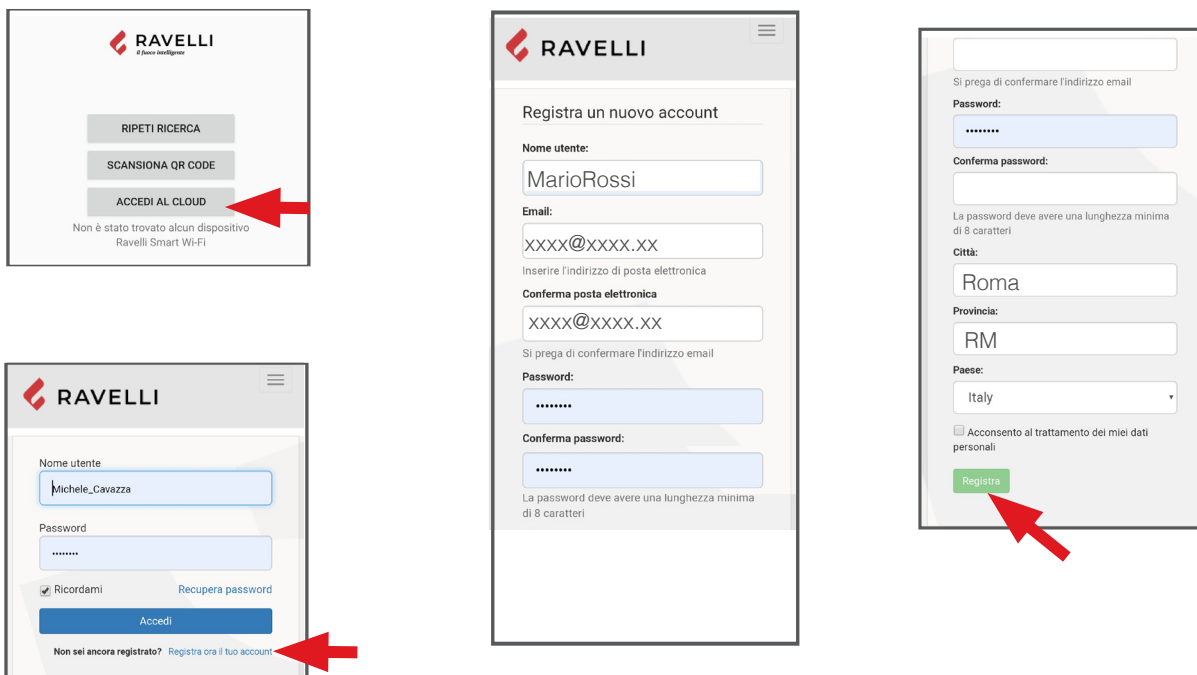 RAVELLI
il fuoco intelligente
RIPETI RICERCA
SCANSIONA QR CODE
ACCEDI AL CLOUD
Non è stato trovato alcun dispositivo
Ravelli Smart Wi-Fi
RAVELLI
Nome utente
Michele_Cavazza
Password
••••••••
Ricordami
Recupera password
Accedi
Non sei ancora registrato? Registra ora il tuo account
RAVELLI
Registra un nuovo account
Nome utente:
MarioRossi
Email:
xxxx@xxxx.xx
Inserire l'indirizzo di posta elettronica
Conferma posta elettronica
xxxx@xxxx.xx
Si prega di confermare l'indirizzo email
Password:
••••••••
Conferma password:
••••••••
La password deve avere una lunghezza minima
di 8 caratteri
Si prega di confermare l'indirizzo email
Password:
••••••••
Conferma password:
La password deve avere una lunghezza minima
di 8 caratteri
Città:
Roma
Provincia:
RM
Paese:
Italy
Acconsento al trattamento dei miei dati
personali
Registra